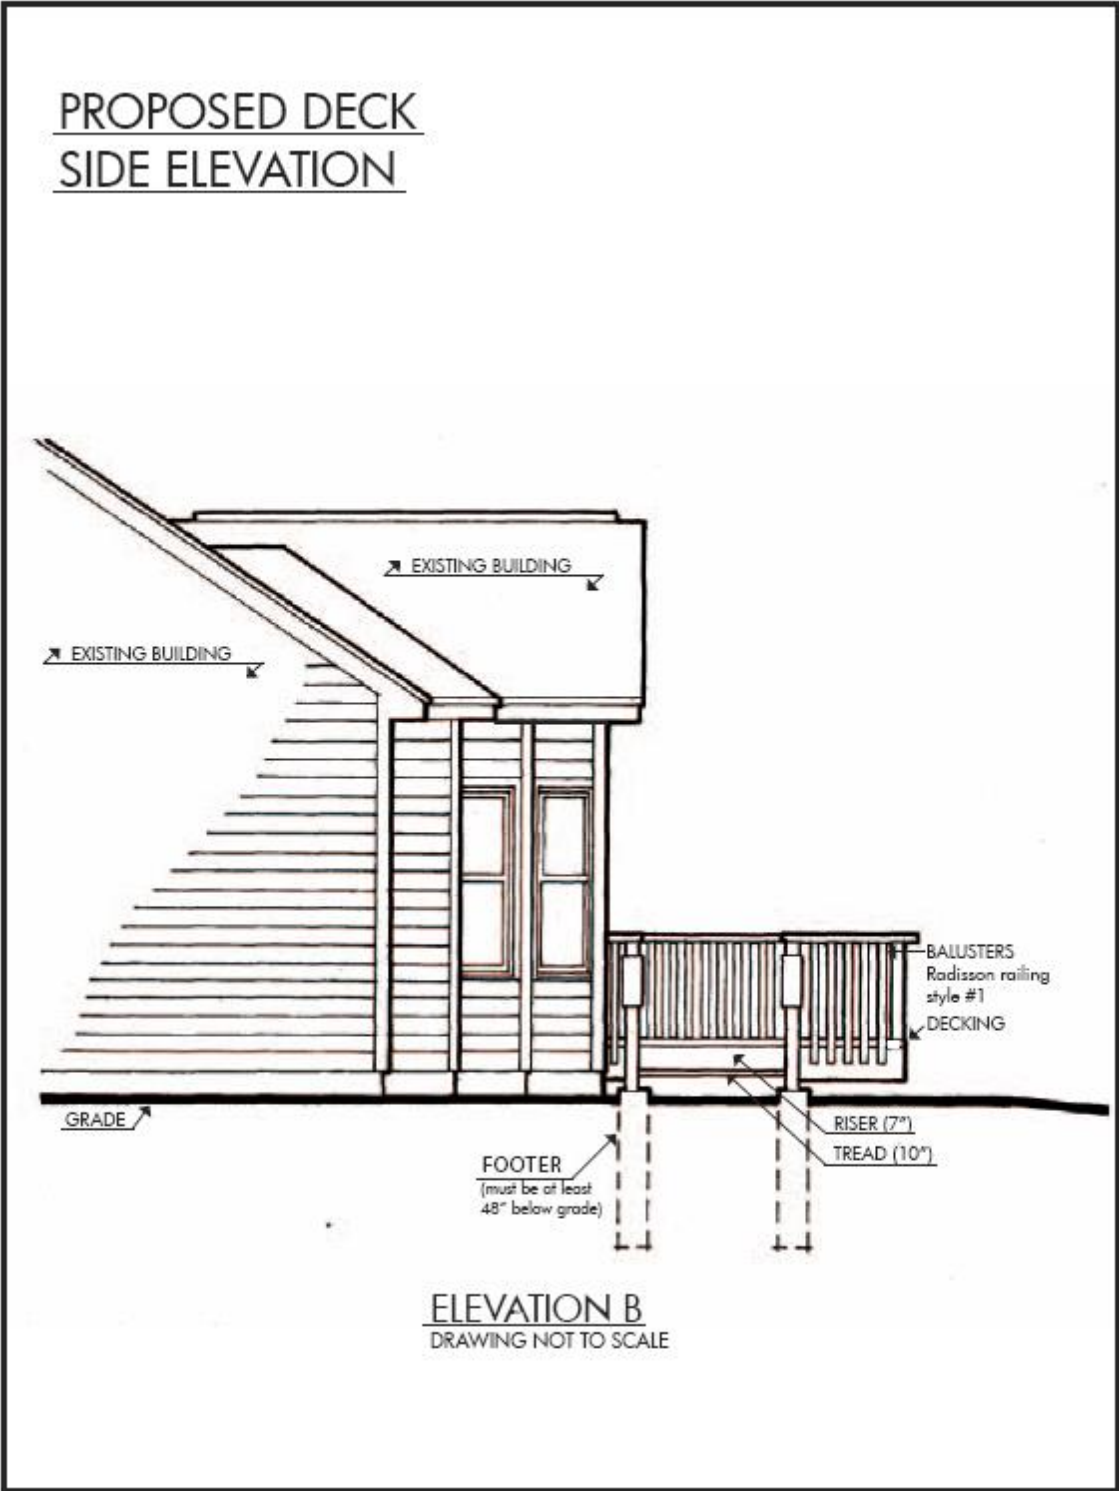 PROPOSED DECK
SIDE ELEVATION
EXISTING BUILDING
EXISTING BUILDING
BALUSTERS
Radisson railing
style #1
DECKING
GRADE
RISER (7")
TREAD (10")
FOOTER
(must be at least
48" below grade)
ELEVATION B
DRAWING NOT TO SCALE